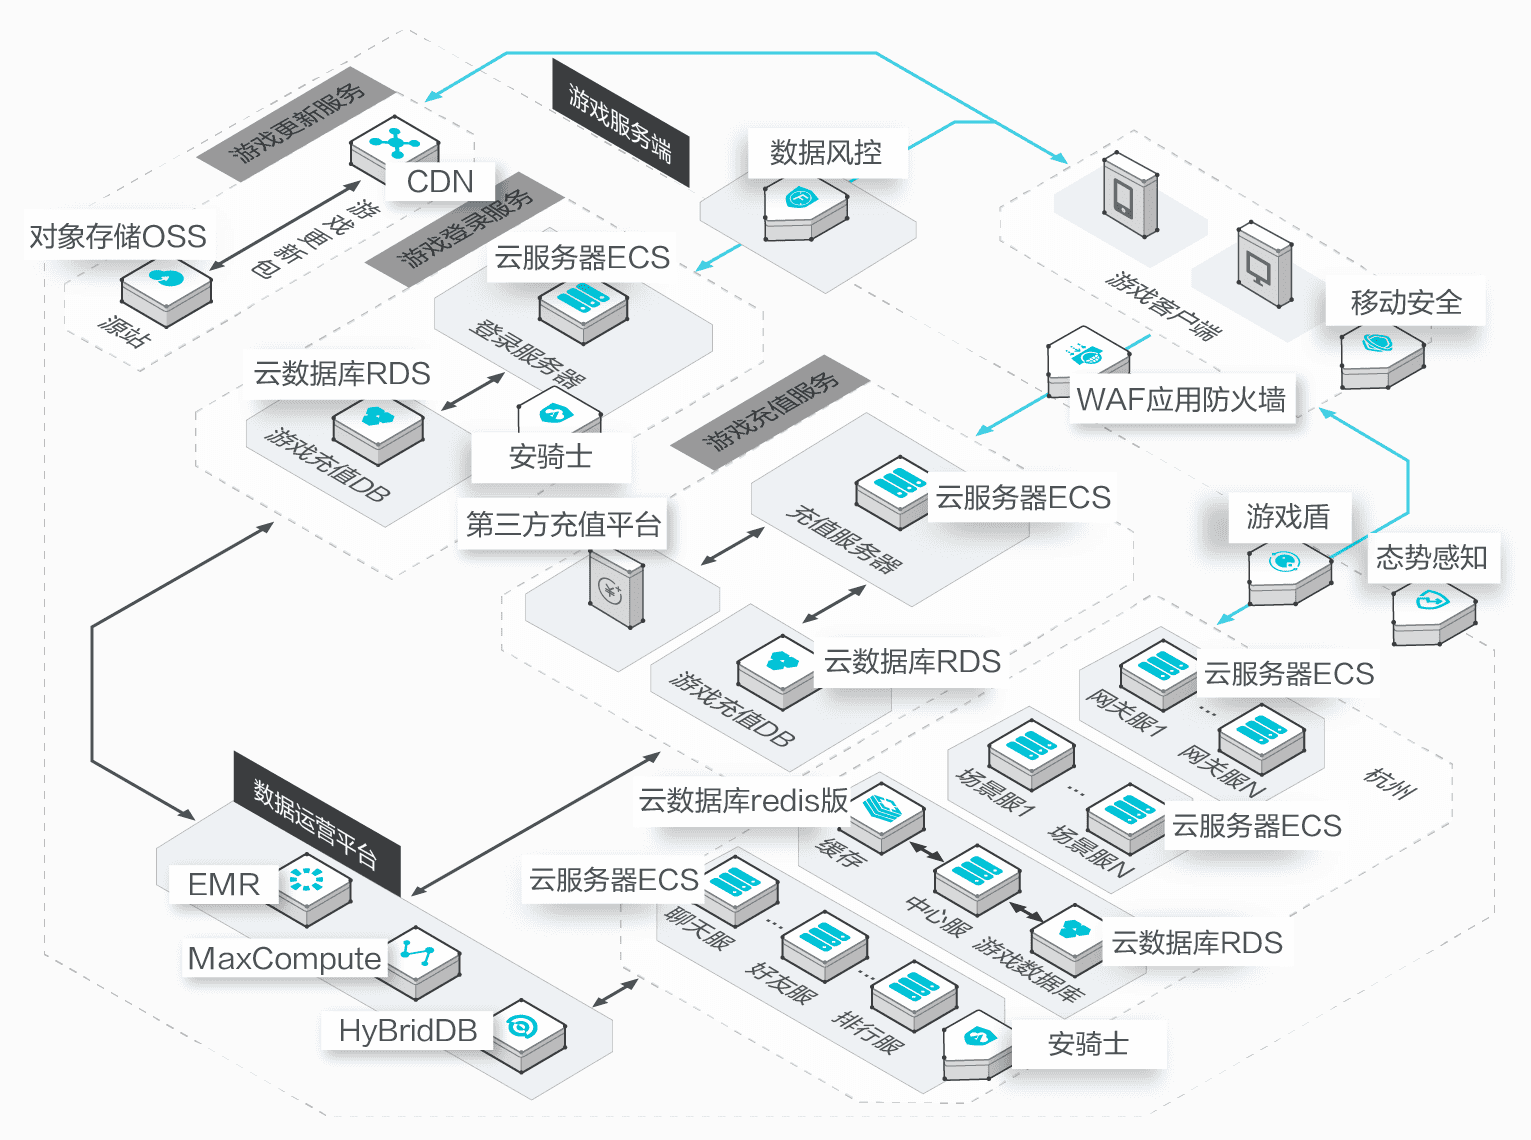 游戏更新服务
CDN
游戏更新包
对象存储OSS
源站
游戏服务端
数据风控
游戏登录服务
云服务器ECS
登录服务器
云数据库RDS
游戏充值DB
安骑士
游戏客户端
移动安全
WAF应用防火墙
游戏充值服务
云服务器ECS
充值服务器
第三方充值平台
云数据库RDS
游戏充值DB
游戏盾
态势感知
云服务器ECS
网关服1
...
网关服N
杭州
场景服1
...
场景服N
云服务器ECS
云数据库redis版
缓存
中心服
游戏数据库
云数据库RDS
云服务器ECS
聊天服
...
好友服
...
排行服
安骑士
数据运营平台
EMR
MaxCompute
HyBridDB